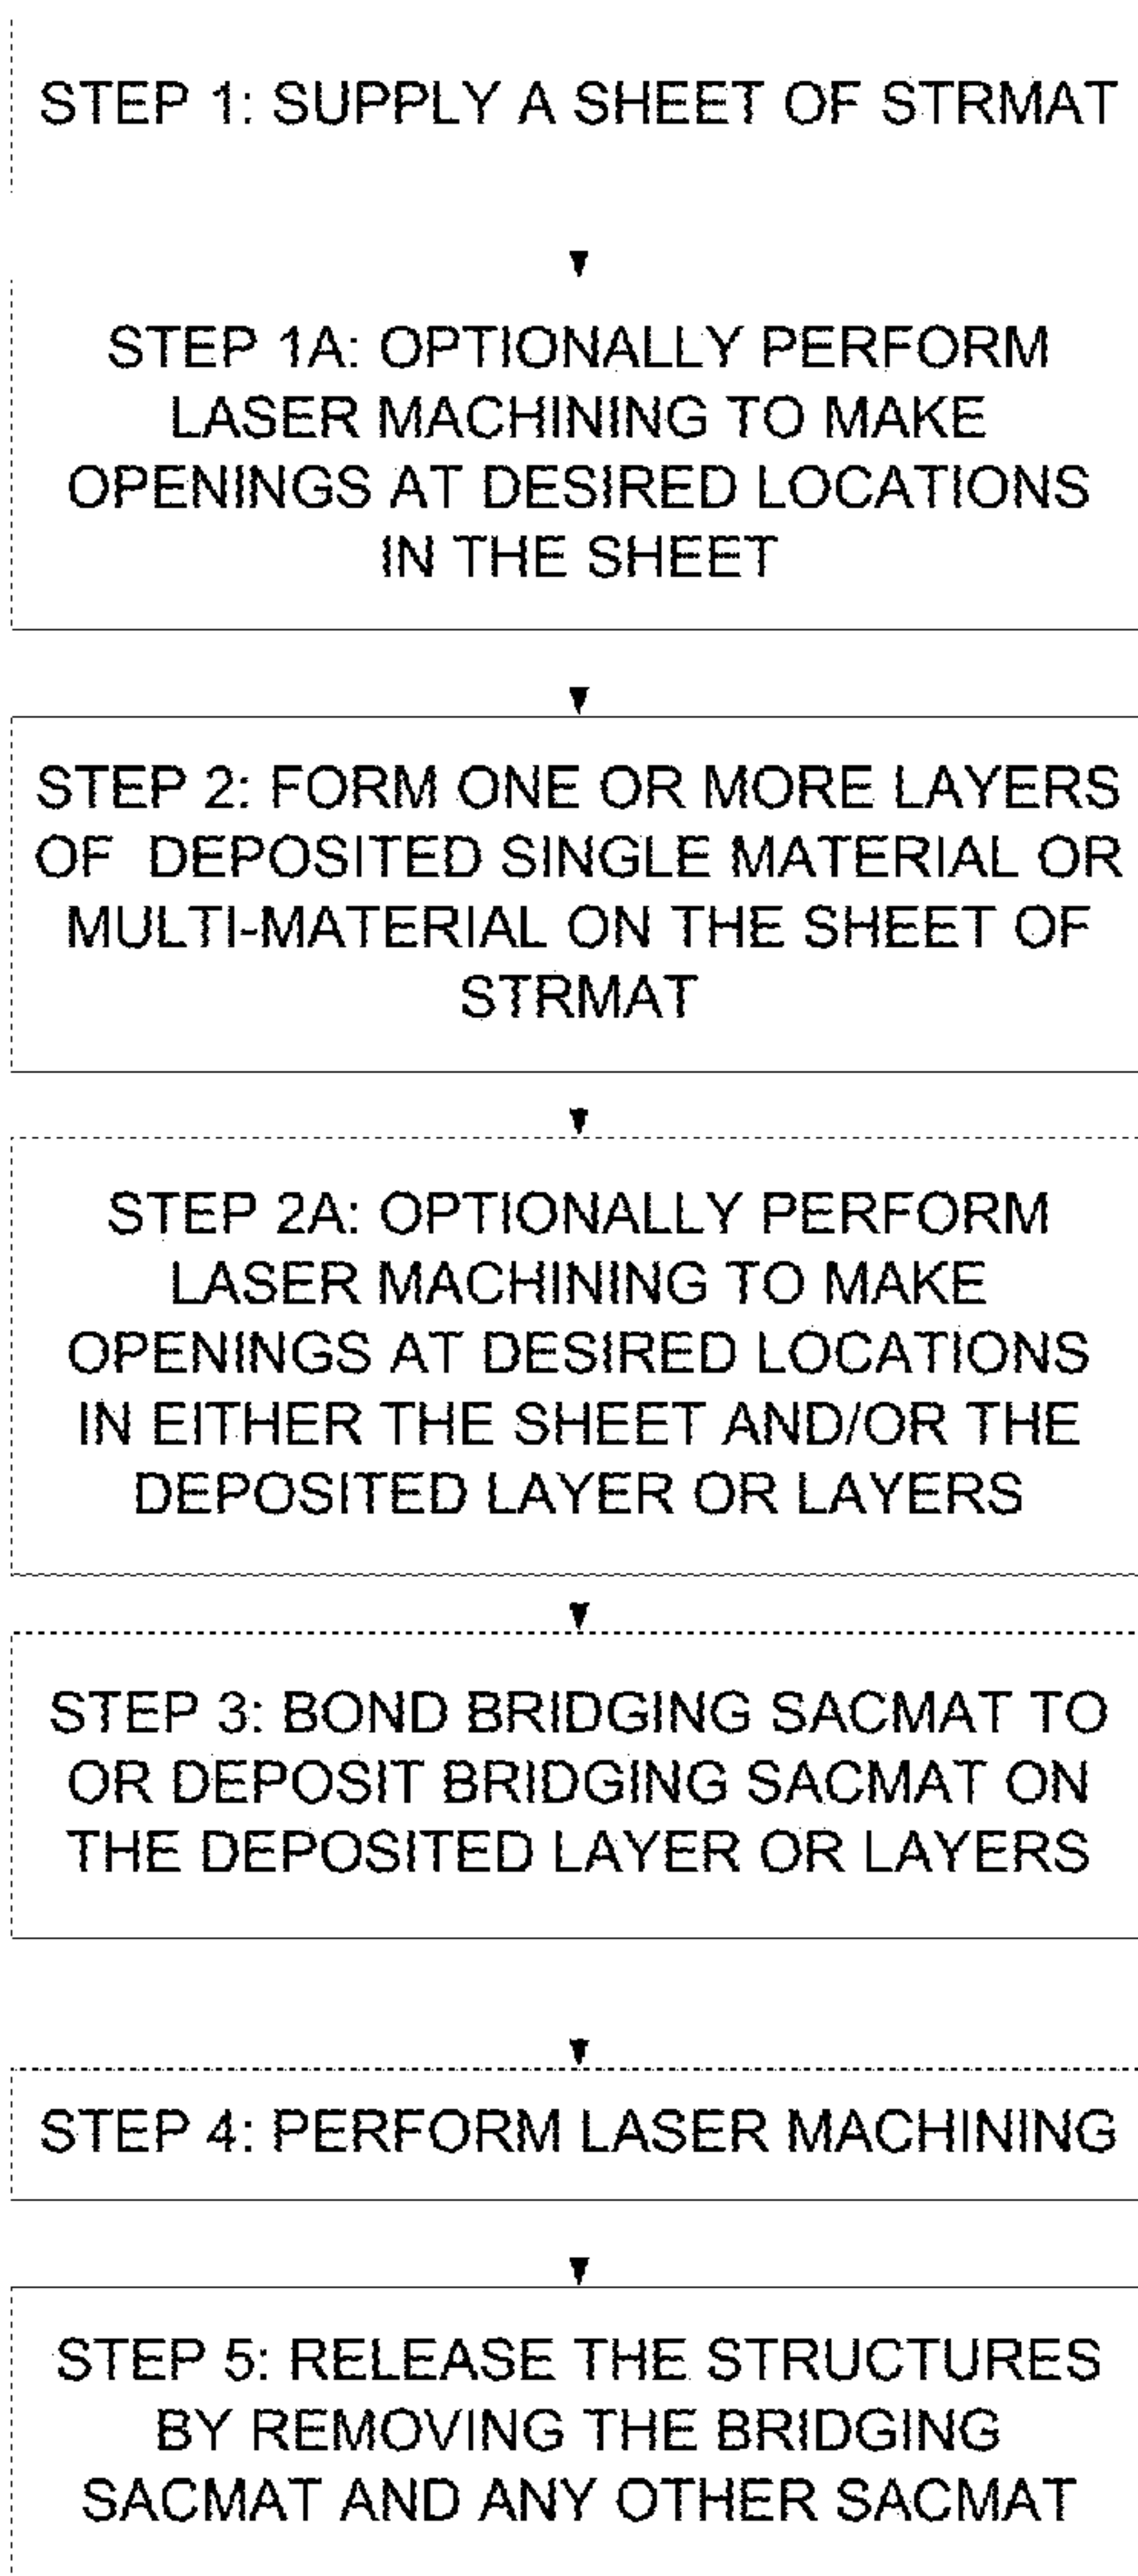 STEP 1: SUPPLY A SHEET OF STRMAT
STEP 1A: OPTIONALLY PERFORM
LASER MACHINING TO MAKE
OPENINGS AT DESIRED LOCATIONS
IN THE SHEET
STEP 2: FORM ONE OR MORE LAYERS
OF DEPOSITED SINGLE MATERIAL OR
MULTI-MATERIAL ON THE SHEET OF
STRMAT
STEP 2A: OPTIONALLY PERFORM
LASER MACHINING TO MAKE
OPENINGS AT DESIRED LOCATIONS
IN EITHER THE SHEET AND/OR THE
DEPOSITED LAYER OR LAYERS
STEP 3: BOND BRIDGING SACMAT TO
OR DEPOSIT BRIDGING SACMAT ON
THE DEPOSITED LAYER OR LAYERS
STEP 4: PERFORM LASER MACHINING
STEP 5: RELEASE THE STRUCTURES
BY REMOVING THE BRIDGING
SACMAT AND ANY OTHER SACMAT